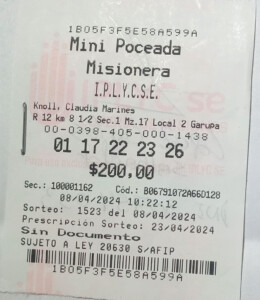 1B05F3F5E58A599A
Mini Poceada
Misionera
I.P.L.Y.C.S.E.
Knoll, Claudia Marines
R 12 km 8 1/2 Sec.1 Mz.17 Local 2 Garupa
00-0398-405-000-1438
01 17 22 23 26
$200,00
Sec.: 100001162 Cód.: B06791072A66D128
08/04/2024 10:22:12
Sorteo: 1523 del 08/04/2024
Prescripción Sorteo: 23/04/2024
Sin Documento
SUJETO A LEY 20630 S/AFIP
1B05F3F5E58A599A